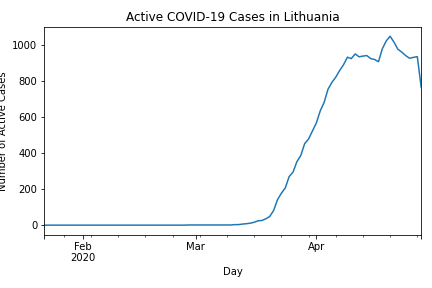 Active COVID-19 Cases in Lithuania
Number of Active Cases
1000
800
600
400
200
0
Feb
2020
Mar
Apr
Day